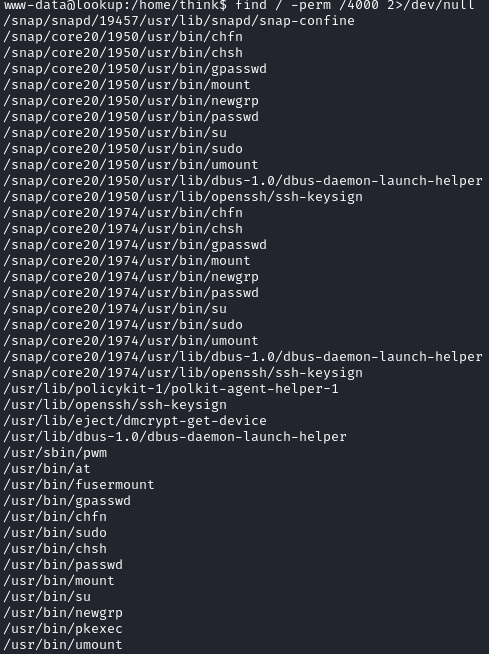 www-data@lookup:/home/think$ find / -perm /4000 2>/dev/null
/snap/snapd/19457/usr/lib/snapd/snap-confine
/snap/core20/1950/usr/bin/chfn
/snap/core20/1950/usr/bin/chsh
/snap/core20/1950/usr/bin/gpasswd
/snap/core20/1950/usr/bin/mount
/snap/core20/1950/usr/bin/newgrp
/snap/core20/1950/usr/bin/passwd
/snap/core20/1950/usr/bin/su
/snap/core20/1950/usr/bin/sudo
/snap/core20/1950/usr/bin/umount
/snap/core20/1950/usr/lib/dbus-1.0/dbus-daemon-launch-helper
/snap/core20/1950/usr/lib/openssh/ssh-keysign
/snap/core20/1974/usr/bin/chfn
/snap/core20/1974/usr/bin/chsh
/snap/core20/1974/usr/bin/gpasswd
/snap/core20/1974/usr/bin/mount
/snap/core20/1974/usr/bin/newgrp
/snap/core20/1974/usr/bin/passwd
/snap/core20/1974/usr/bin/su
/snap/core20/1974/usr/bin/sudo
/snap/core20/1974/usr/bin/umount
/snap/core20/1974/usr/lib/dbus-1.0/dbus-daemon-launch-helper
/snap/core20/1974/usr/lib/openssh/ssh-keysign
/usr/lib/policykit-1/polkit-agent-helper-1
/usr/lib/openssh/ssh-keysign
/usr/lib/eject/dmcrypt-get-device
/usr/lib/dbus-1.0/dbus-daemon-launch-helper
/usr/sbin/pwm
/usr/bin/at
/usr/bin/fusermount
/usr/bin/gpasswd
/usr/bin/chfn
/usr/bin/sudo
/usr/bin/chsh
/usr/bin/passwd
/usr/bin/mount
/usr/bin/su
/usr/bin/newgrp
/usr/bin/pkexec
/usr/bin/umount